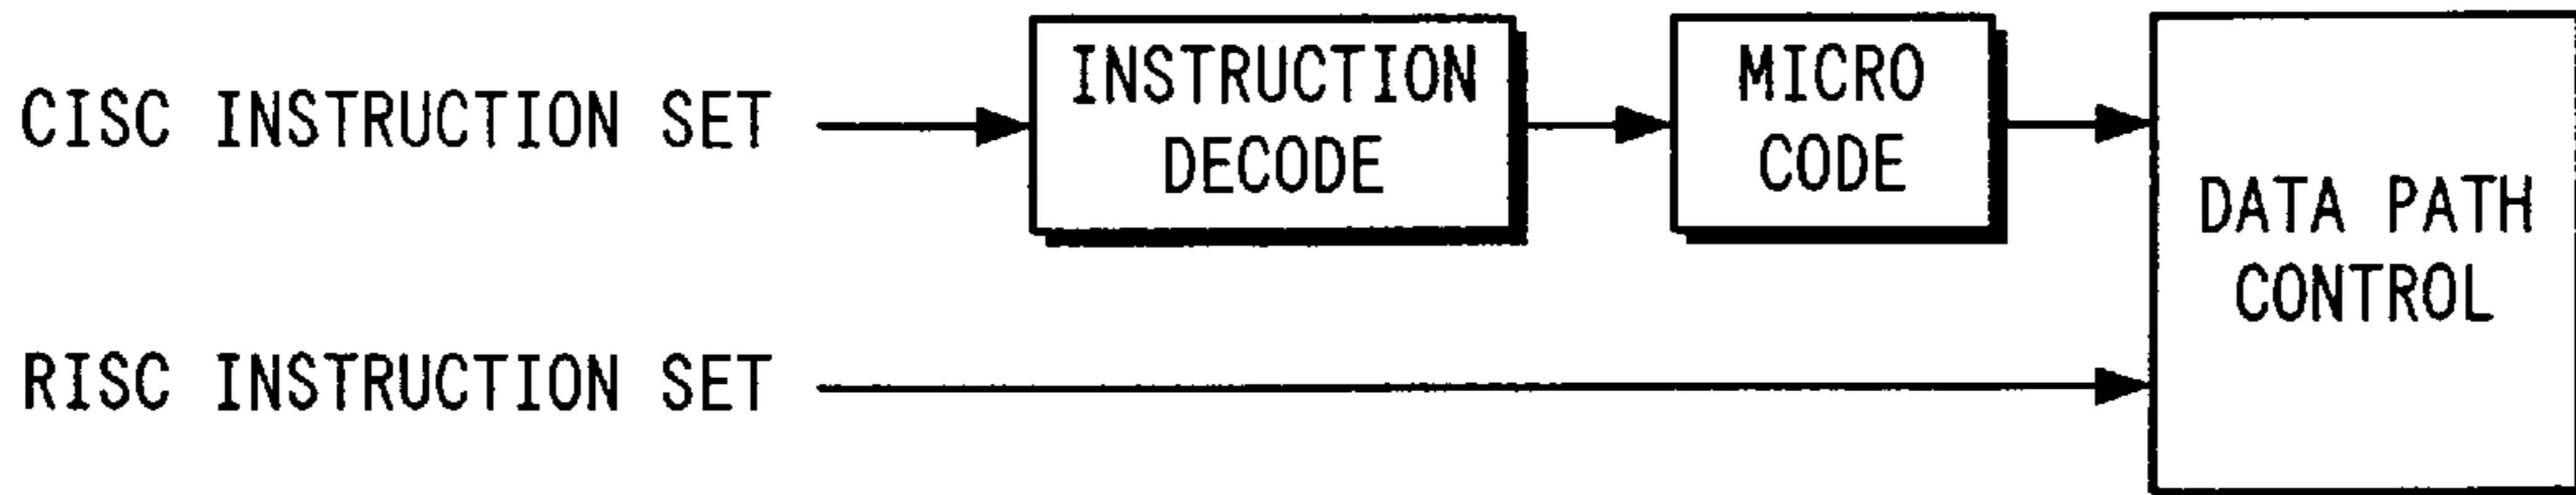 CISC INSTRUCTION SET
INSTRUCTION
DECODE
MICRO
CODE
DATA PATH
CONTROL
RISC INSTRUCTION SET